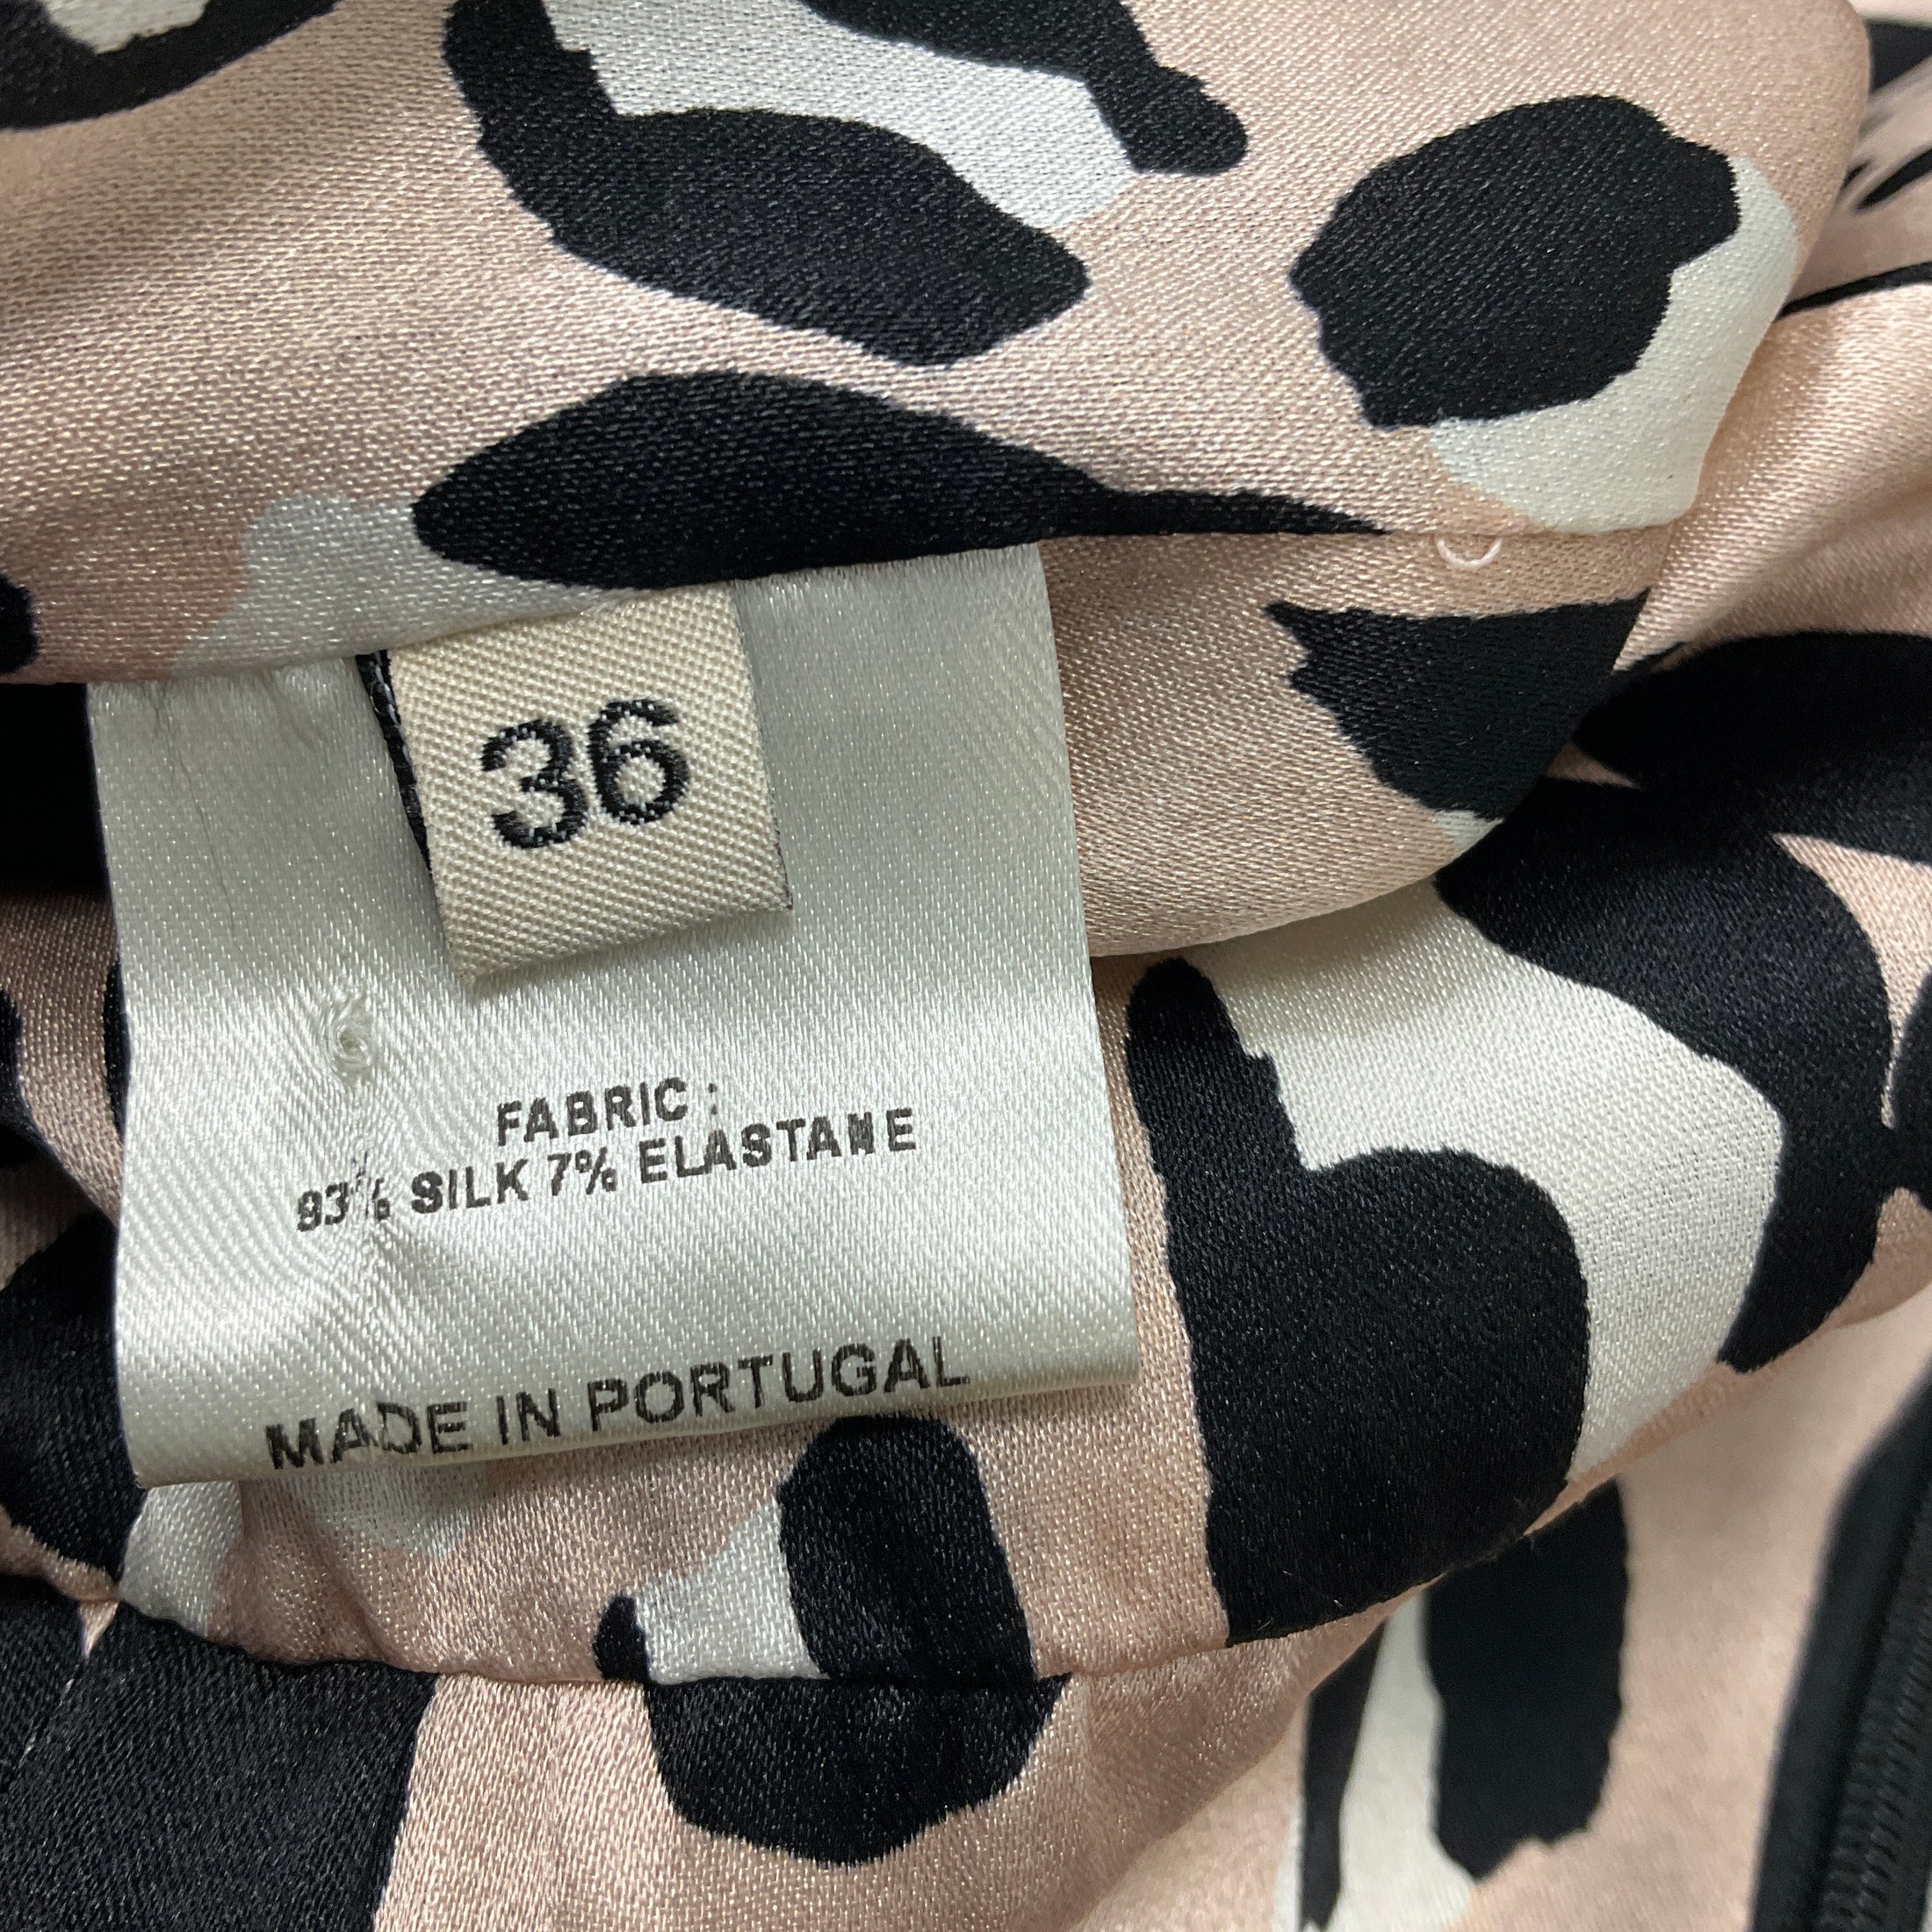 36
FABRIC :
93% SILK 7% ELASTANE
MADE IN PORTUGAL